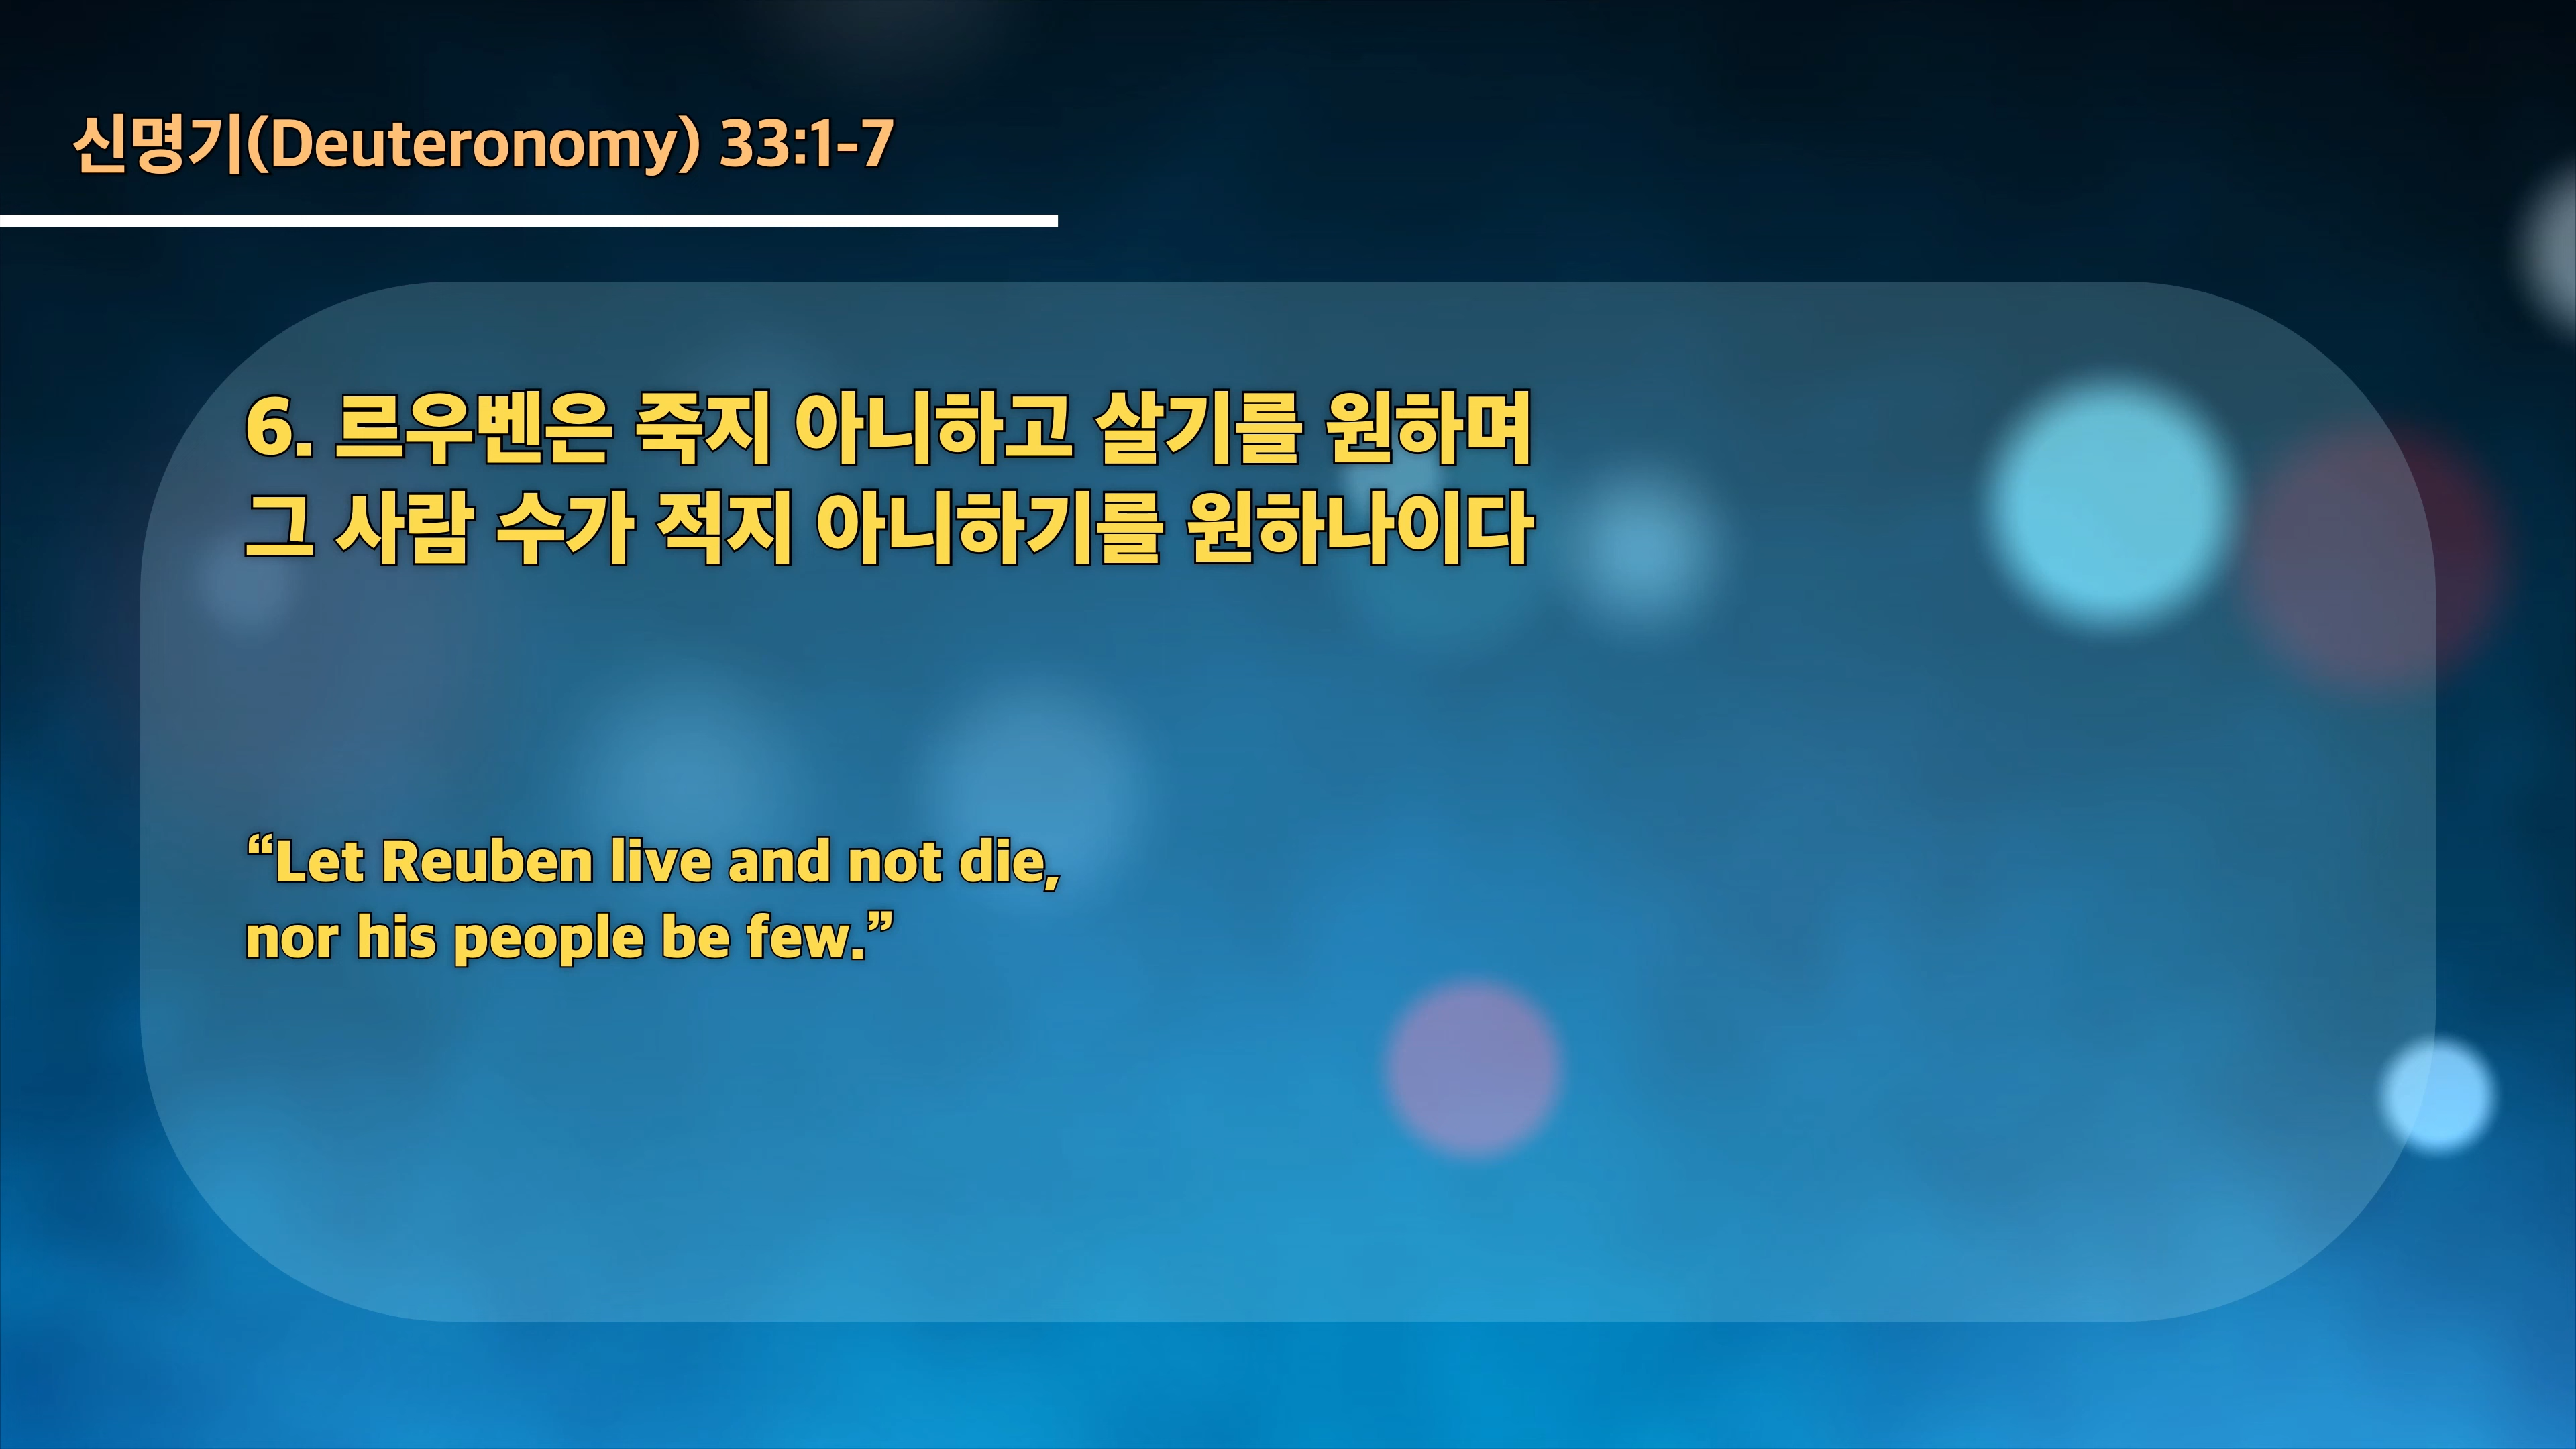 신명기(Deuteronomy) 33:1-7
6. 르우벤은 죽지 아니하고 살기를 원하며
그 사람 수가 적지 아니하기를 원하나이다
“Let Reuben live and not die,
nor his people be few.”